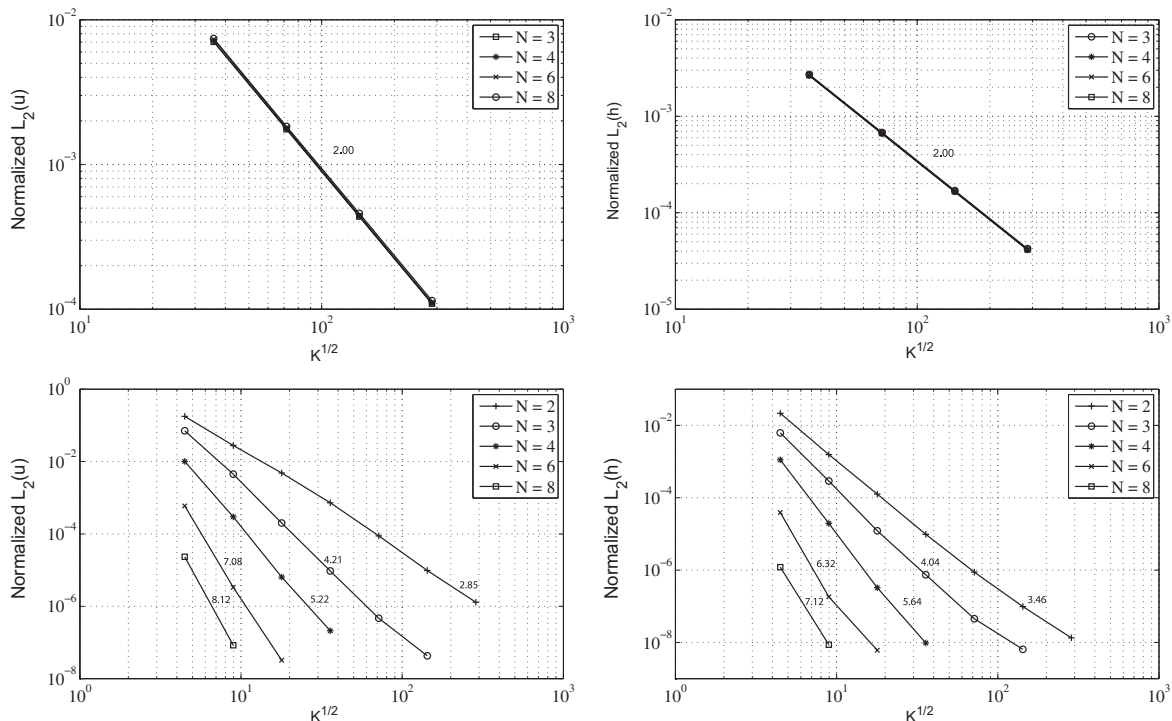 10^-2
10^-3
10^-4
10^1
10^2
10^3
Normalized L_2(u)
K^1/2
2.00
N = 3
N = 4
N = 6
N = 8
10^-2
10^-3
10^-4
10^-5
10^1
10^2
10^3
Normalized L_2(h)
K^1/2
2.00
N = 3
N = 4
N = 6
N = 8
10^0
10^-2
10^-4
10^-6
10^-8
10^0
10^1
10^2
10^3
Normalized L_2(u)
K^1/2
7.08
8.12
4.21
5.22
2.85
N = 2
N = 3
N = 4
N = 6
N = 8
10^-2
10^-4
10^-6
10^-8
10^0
10^1
10^2
10^3
Normalized L_2(h)
K^1/2
6.32
7.12
4.04
5.64
3.46
N = 2
N = 3
N = 4
N = 6
N = 8